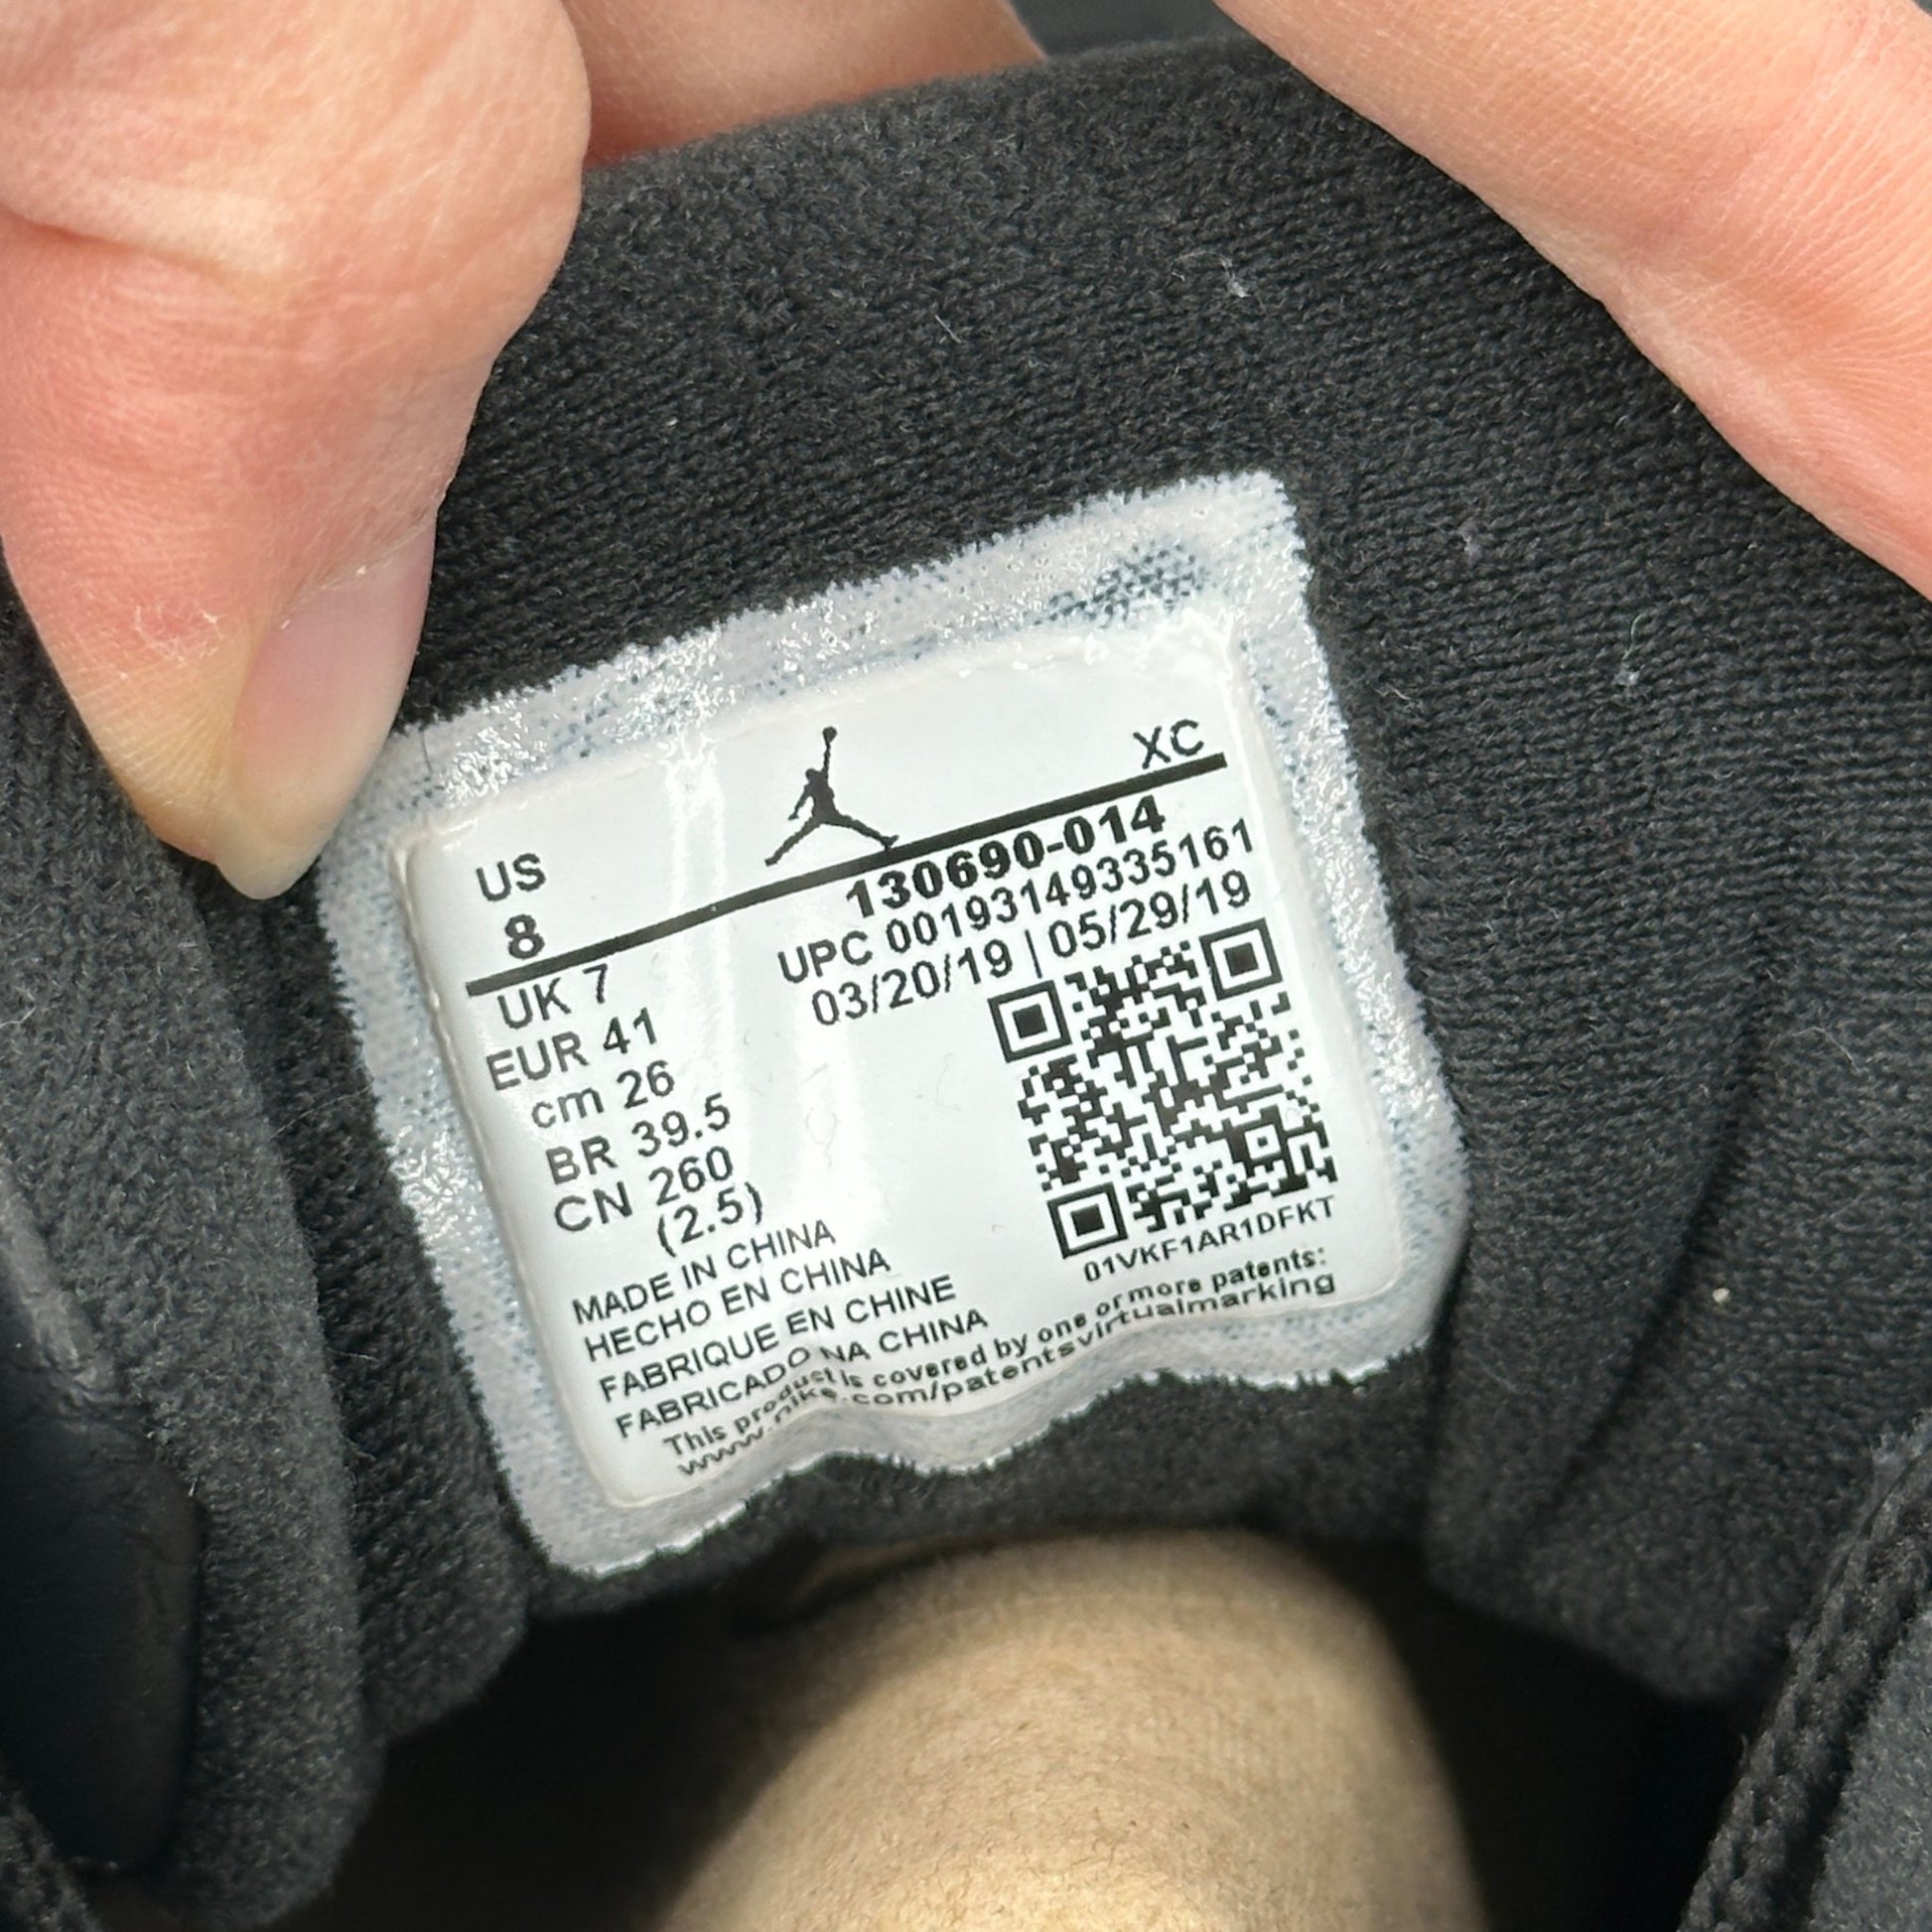 US
8
XC
130690-014
UPC 00193149335161
03/20/19 | 05/29/19
UK 7
EUR 41
cm 26
BR 39.5
CN 260
(2.5)
MADE IN CHINA
HECHO EN CHINA
FABRIQUE EN CHINE
FABRICADO NA CHINA
01VKF1AR1DFKT
This product is covered by one or more patents:
www.nike.com/patentsvirtualmarking